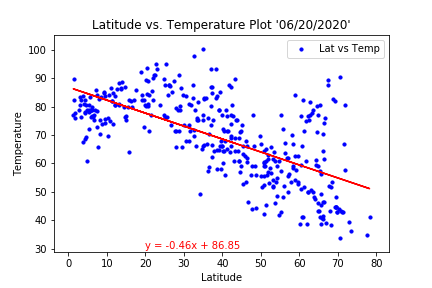 Latitude vs. Temperature Plot '06/20/2020'
Lat vs Temp
100
90
80
70
60
50
40
30
Temperature
y = -0.46x + 86.85
0 10 20 30 40 50 60 70 80
Latitude